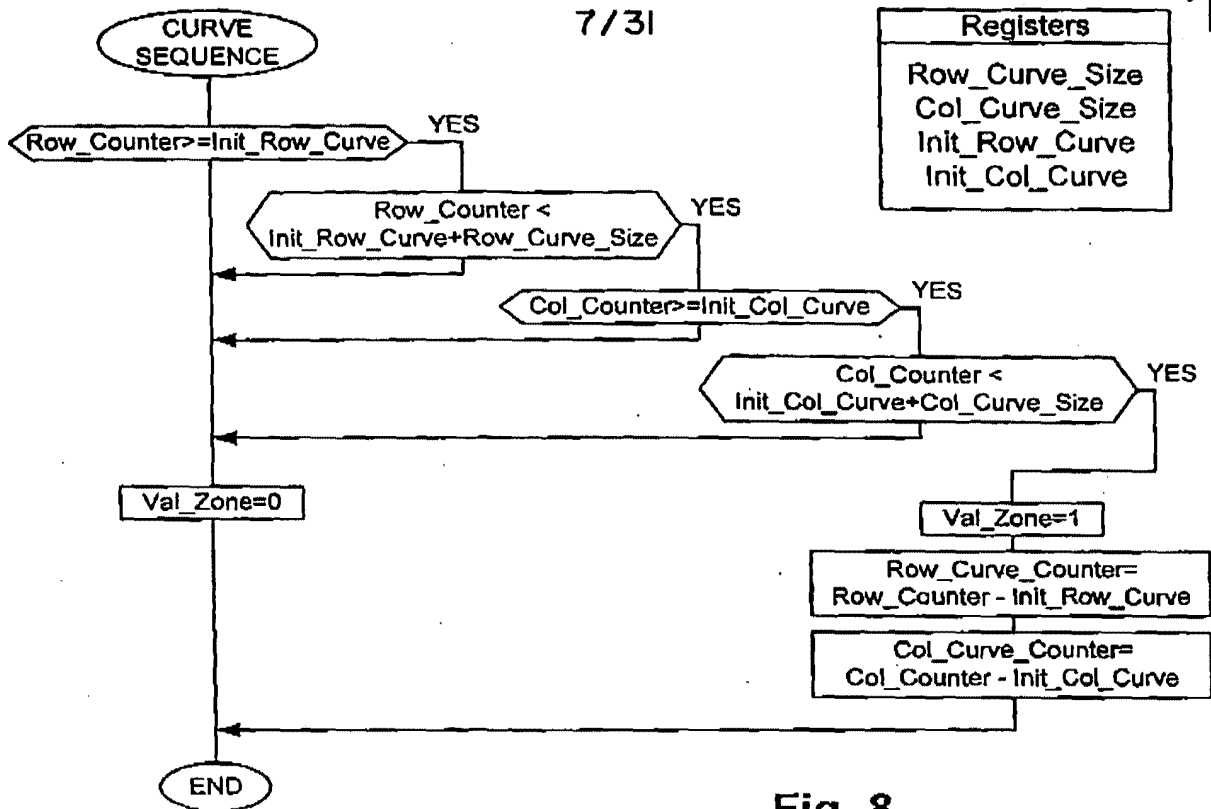 7/31
CURVE
SEQUENCE
Registers
Row_Curve_Size
Col_Curve_Size
Init_Row_Curve
Init_Col_Curve
Row_Counter>=Init_Row_Curve
YES
Row_Counter <
Init_Row_Curve+Row_Curve_Size
YES
Col_Counter>=Init_Col_Curve
YES
Col_Counter <
Init_Col_Curve+Col_Curve_Size
YES
Val_Zone=0
Val_Zone=1
Row_Curve_Counter=
Row_Counter - Init_Row_Curve
Col_Curve_Counter=
Col_Counter - Init_Col_Curve
END
Fig. 8